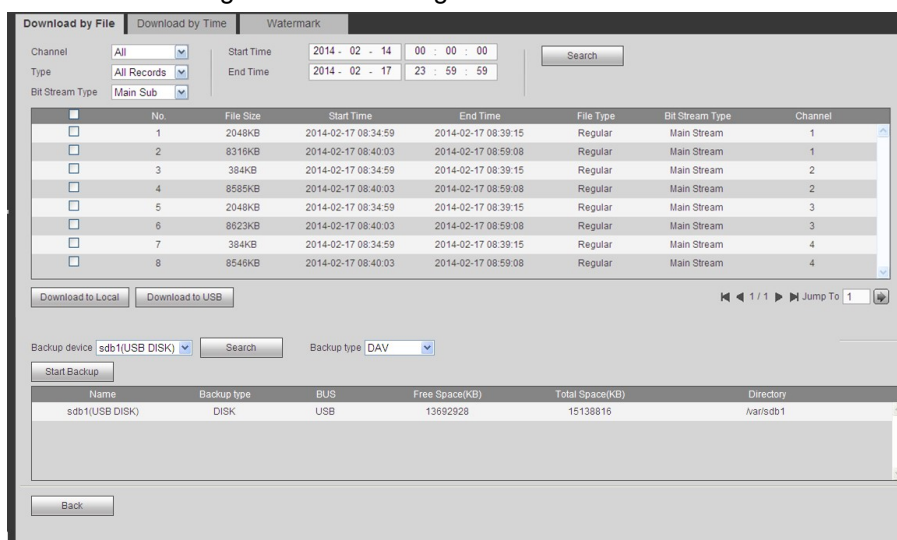 Download by File Download by Time Watermark
Channel All Start Time 2014 - 02 - 14 00 : 00 : 00 Search
Type All Records End Time 2014 - 02 - 17 23 : 59 : 59
Bit Stream Type Main Sub
No. File Size Start Time End Time File Type Bit Stream Type Channel
1 2048KB 2014-02-17 08:34:59 2014-02-17 08:39:15 Regular Main Stream 1
2 8316KB 2014-02-17 08:40:03 2014-02-17 08:59:08 Regular Main Stream 1
3 384KB 2014-02-17 08:34:59 2014-02-17 08:39:15 Regular Main Stream 2
4 8585KB 2014-02-17 08:40:03 2014-02-17 08:59:08 Regular Main Stream 2
5 2048KB 2014-02-17 08:34:59 2014-02-17 08:39:15 Regular Main Stream 3
6 8623KB 2014-02-17 08:40:03 2014-02-17 08:59:08 Regular Main Stream 3
7 384KB 2014-02-17 08:34:59 2014-02-17 08:39:15 Regular Main Stream 4
8 8546KB 2014-02-17 08:40:03 2014-02-17 08:59:08 Regular Main Stream 4
Download to Local Download to USB 1 / 1 Jump To 1
Backup device sdb1(USB DISK) Search Backup type DAV
Start Backup
Name Backup type BUS Free Space(KB) Total Space(KB) Directory
sdb1(USB DISK) DISK USB 13692928 15138816 /var/sdb1
Back